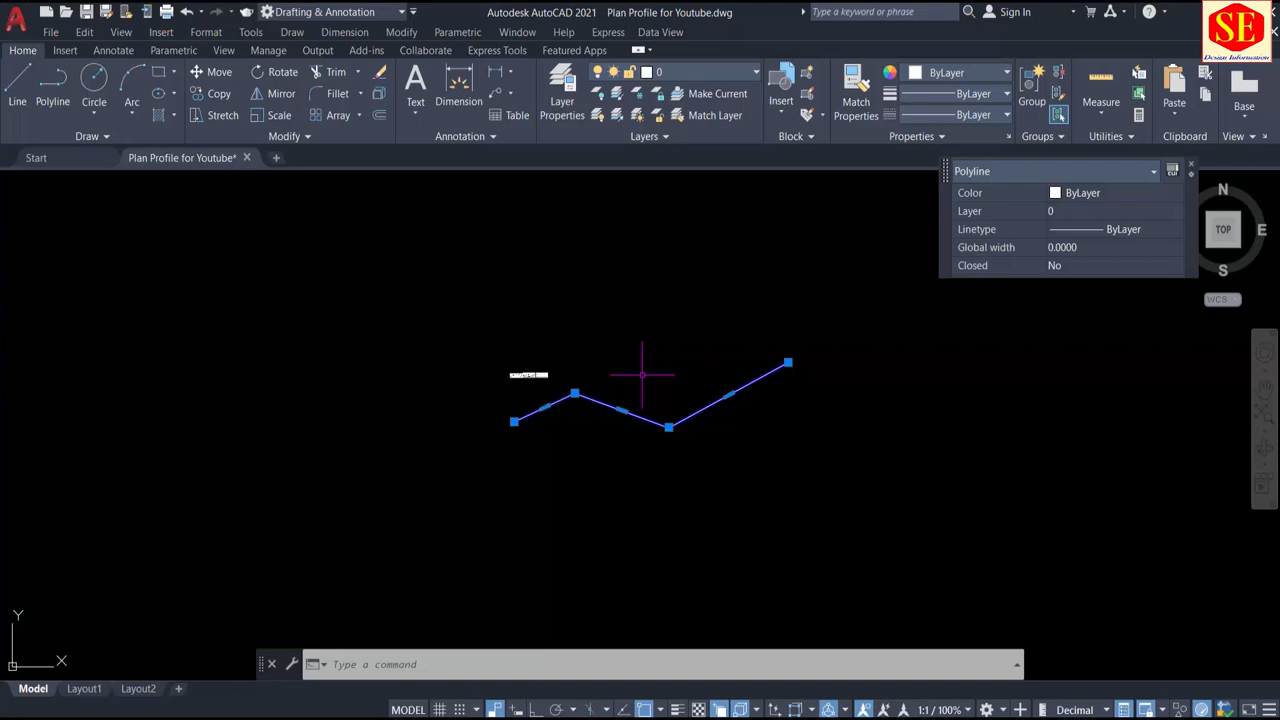 Drafting & Annotation
Autodesk AutoCAD 2021 Plan Profile for Youtube.dwg
Type a keyword or phrase
Sign In
SE
Design Information
File Edit View Insert Format Tools Draw Dimension Modify Parametric Window Help Express Data View
Home Insert Annotate Parametric View Manage Output Add-ins Collaborate Express Tools Featured Apps
Move Rotate Trim
0
ByLayer
Line Polyline Circle Arc
Copy Mirror Fillet
Text Dimension
Layer Properties
Make Current
Insert
Match Properties
ByLayer
Group
Measure
Paste
Base
Stretch Scale Array
Table
Match Layer
ByLayer
Draw Modify Annotation Layers Block Properties Groups Utilities Clipboard View
Start Plan Profile for Youtube*
Polyline
Color ByLayer
Layer 0
Linetype ByLayer
Global width 0.0000
Closed No
N
TOP E
S
WCS
Y
X
Type a command
Model Layout1 Layout2
MODEL 1:1 / 100% Decimal